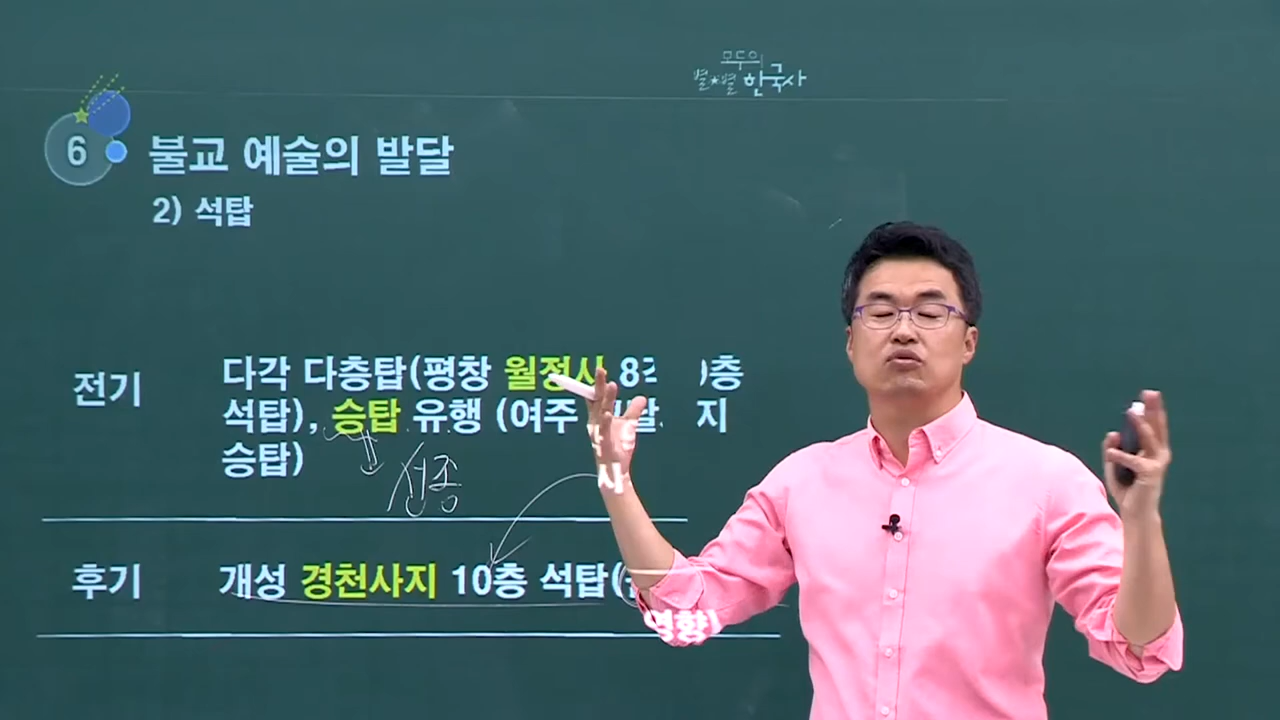 모두의
별★별 한국사
6 불교 예술의 발달
2) 석탑
전기
다각 다층탑(평창 월정사 8각 9층
석탑), 승탑 유행 (여주 지
승탑)
선종
사
후기
개성 경천사지 10층 석탑(
영향)